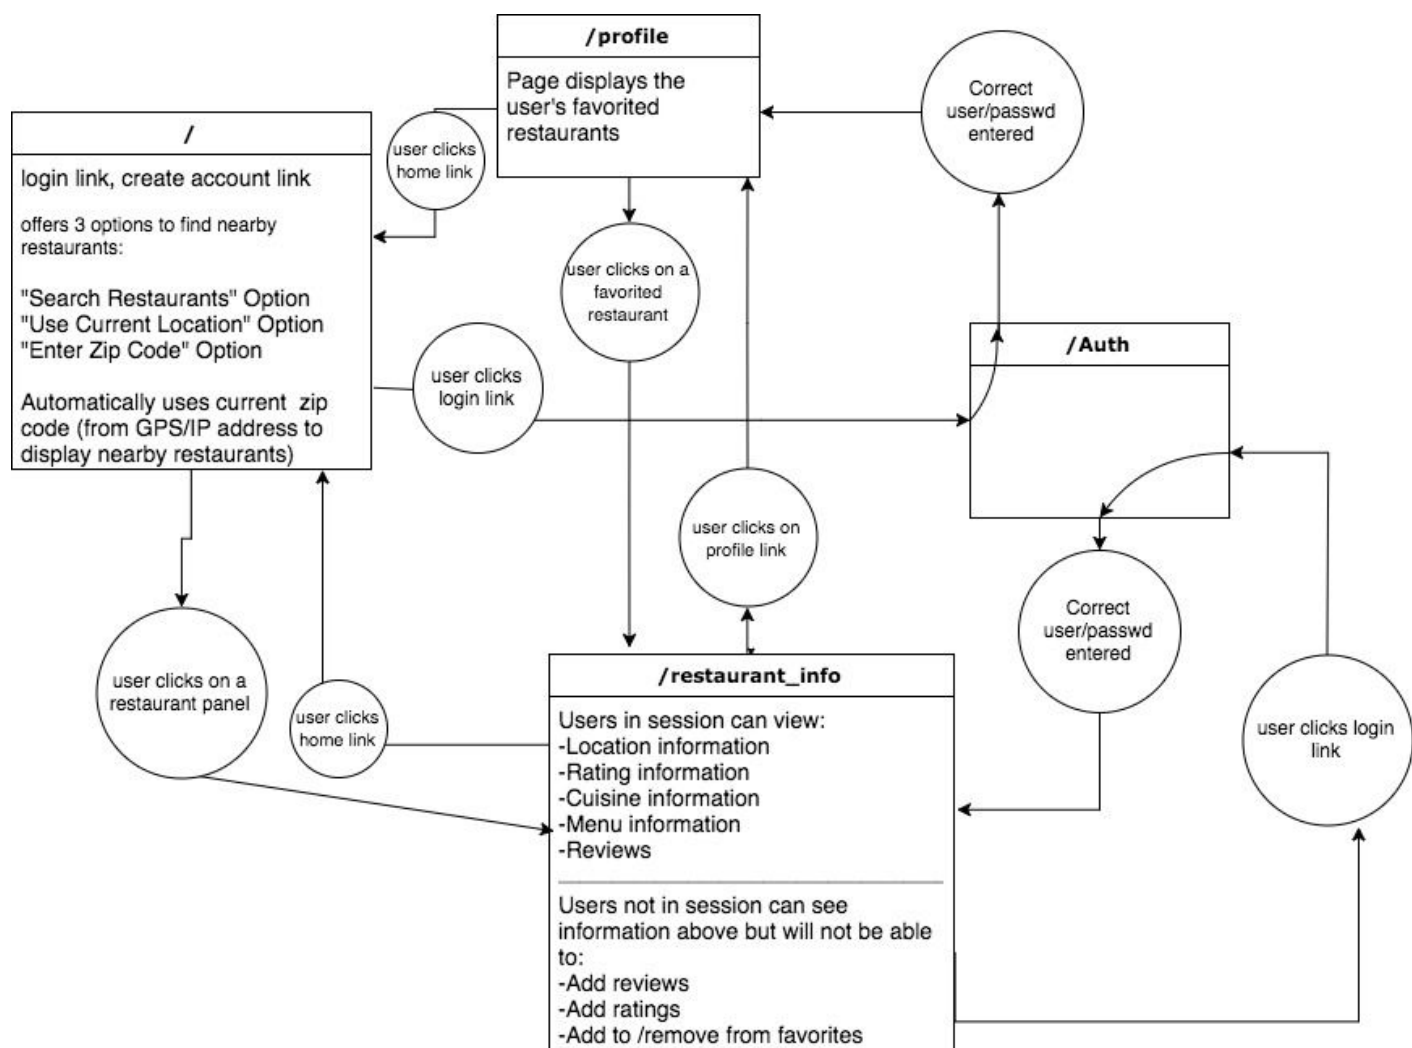 /profile
Page displays the
user's favorited
restaurants
Correct
user/passwd
entered
/
login link, create account link
offers 3 options to find nearby
restaurants:
"Search Restaurants" Option
"Use Current Location" Option
"Enter Zip Code" Option
Automatically uses current zip
code (from GPS/IP address to
display nearby restaurants)
user clicks
home link
user clicks on a
favorited
restaurant
user clicks
login link
/Auth
user clicks on
profile link
Correct
user/passwd
entered
user clicks on a
restaurant panel
user clicks
home link
/restaurant_info
Users in session can view:
-Location information
-Rating information
-Cuisine information
-Menu information
-Reviews
Users not in session can see
information above but will not be able
to:
-Add reviews
-Add ratings
-Add to /remove from favorites
user clicks login
link